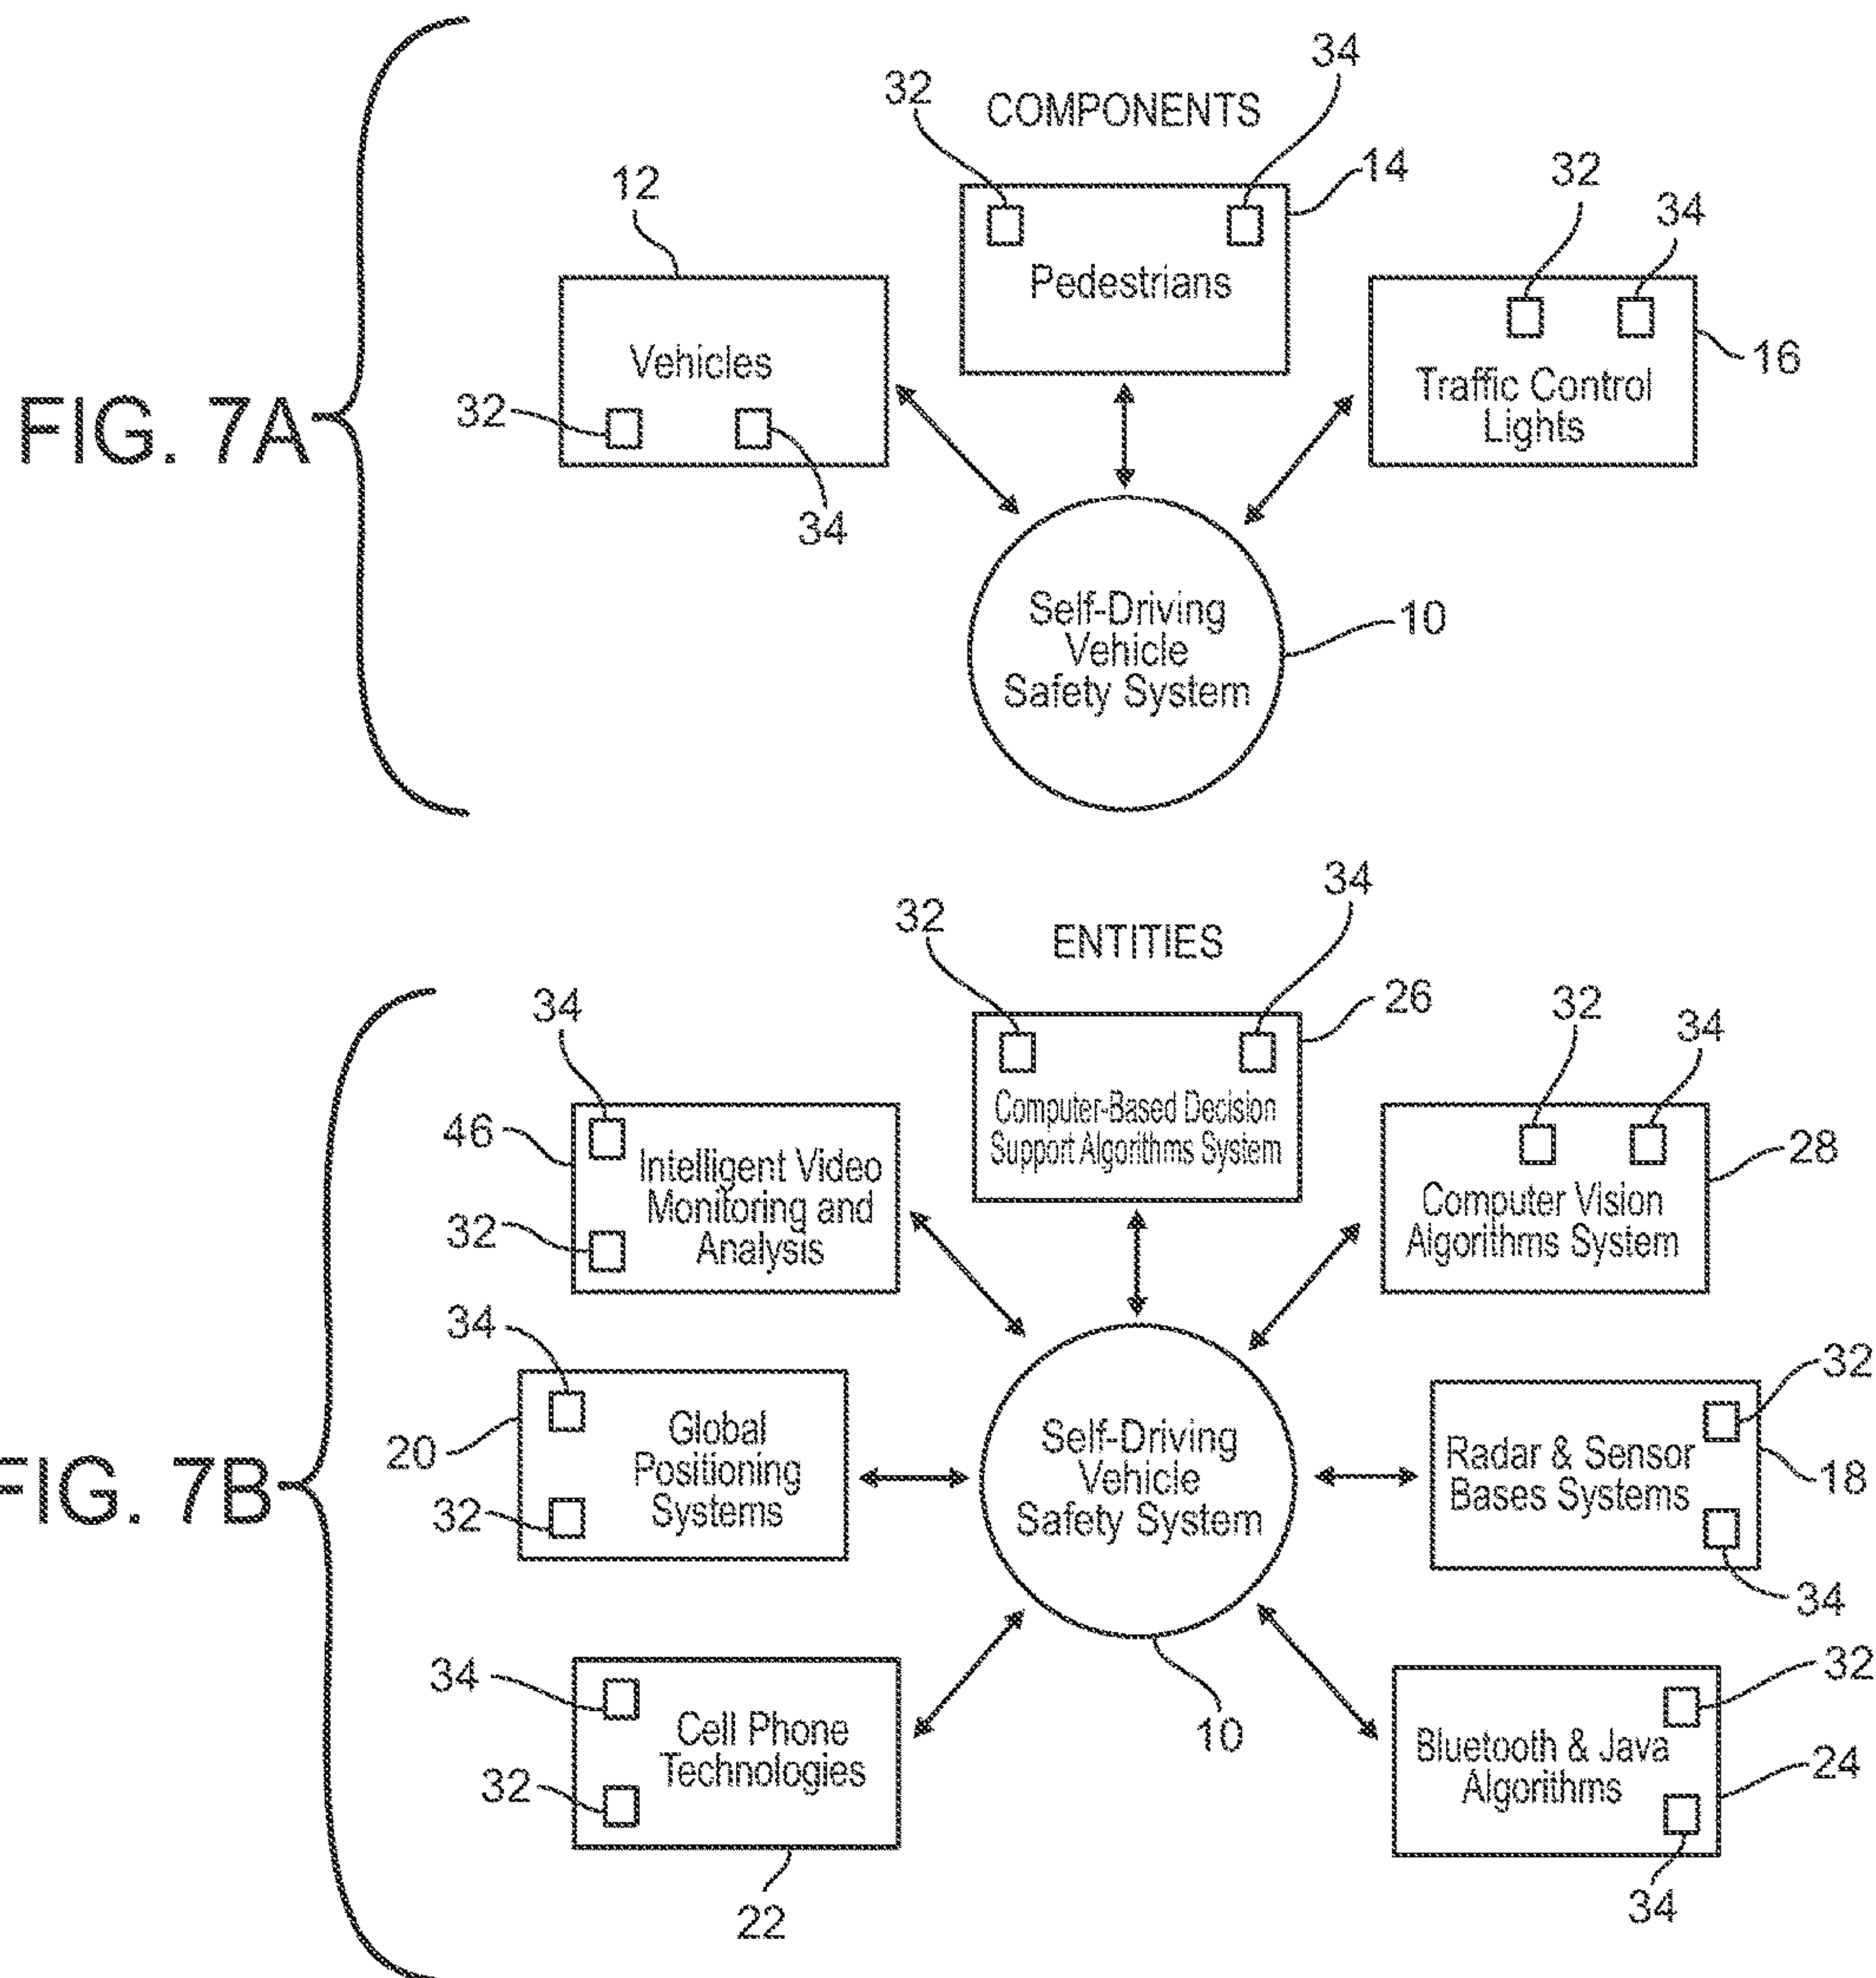 34
32
COMPONENTS
14
12
32
34
Pedestrians
Vehicles
16
Traffic Control
Lights
FIG. 7A
32
34
Self-Driving
Vehicle
Safety System
10
34
32
ENTITIES
34
26
32
34
46
Computer-Based Decision
Support Algorithms System
28
Intelligent Video
Monitoring and
Analysis
Computer Vision
Algorithms System
32
34
32
20
Global
Positioning
Systems
Self-Driving
Vehicle
Safety System
Radar & Sensor
Bases Systems
18
FIG. 7B
32
34
34
32
10
Cell Phone
Technologies
Bluetooth & Java
Algorithms
24
32
34
22